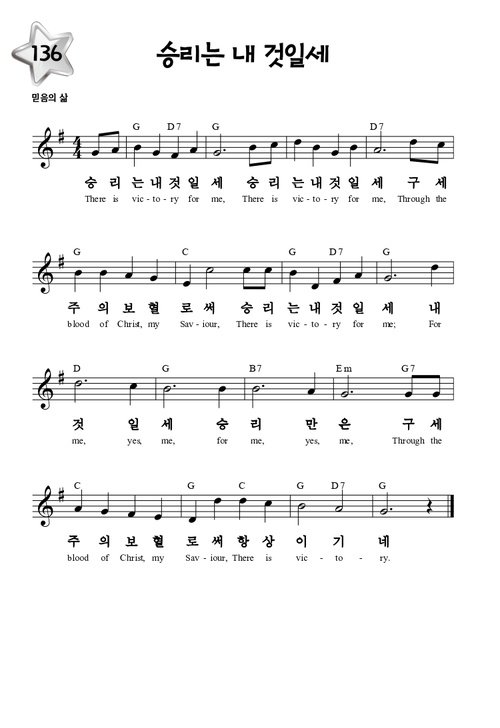 136
승리는 내 것일세
믿음의 삶
G D7 G D7
승 리 는 내 것 일 세 승 리 는 내 것 일 세 구 세
There is vic - to - ry for me, There is vic - to - ry for me, Through the
G C G D7 G
주 의 보 혈 로 써 승 리 는 내 것 일 세 내
blood of Christ, my Sav - iour, There is vic - to - ry for me; For
D G B7 Em G7
것 일 세 승 리 만 은 구 세
me, yes, me, for me, yes, me, Through the
C G D C G D7 G
주 의 보 혈 로 써 항 상 이 기 네
blood of Christ, my Sav - iour, There is vic - to - ry.